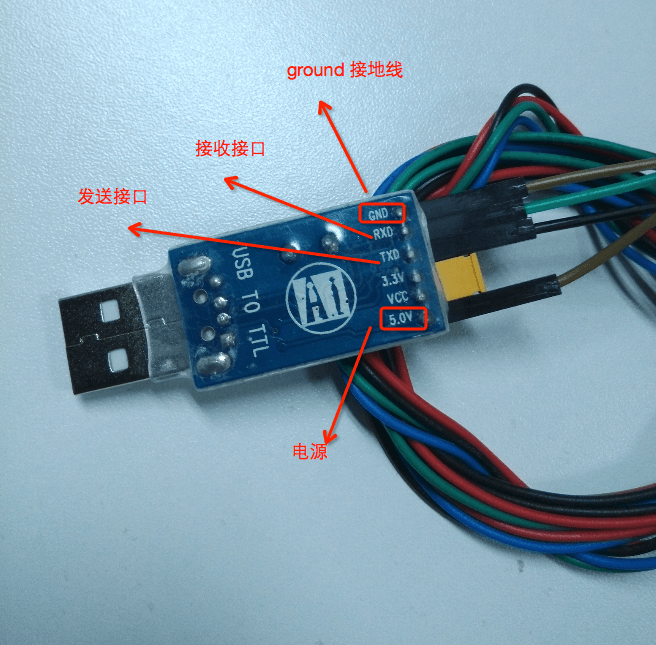 ground 接地线
接收接口
发送接口
GND
RXD
TXD
3.3V
VCC
5.0V
USB TO TTL
AI
电源